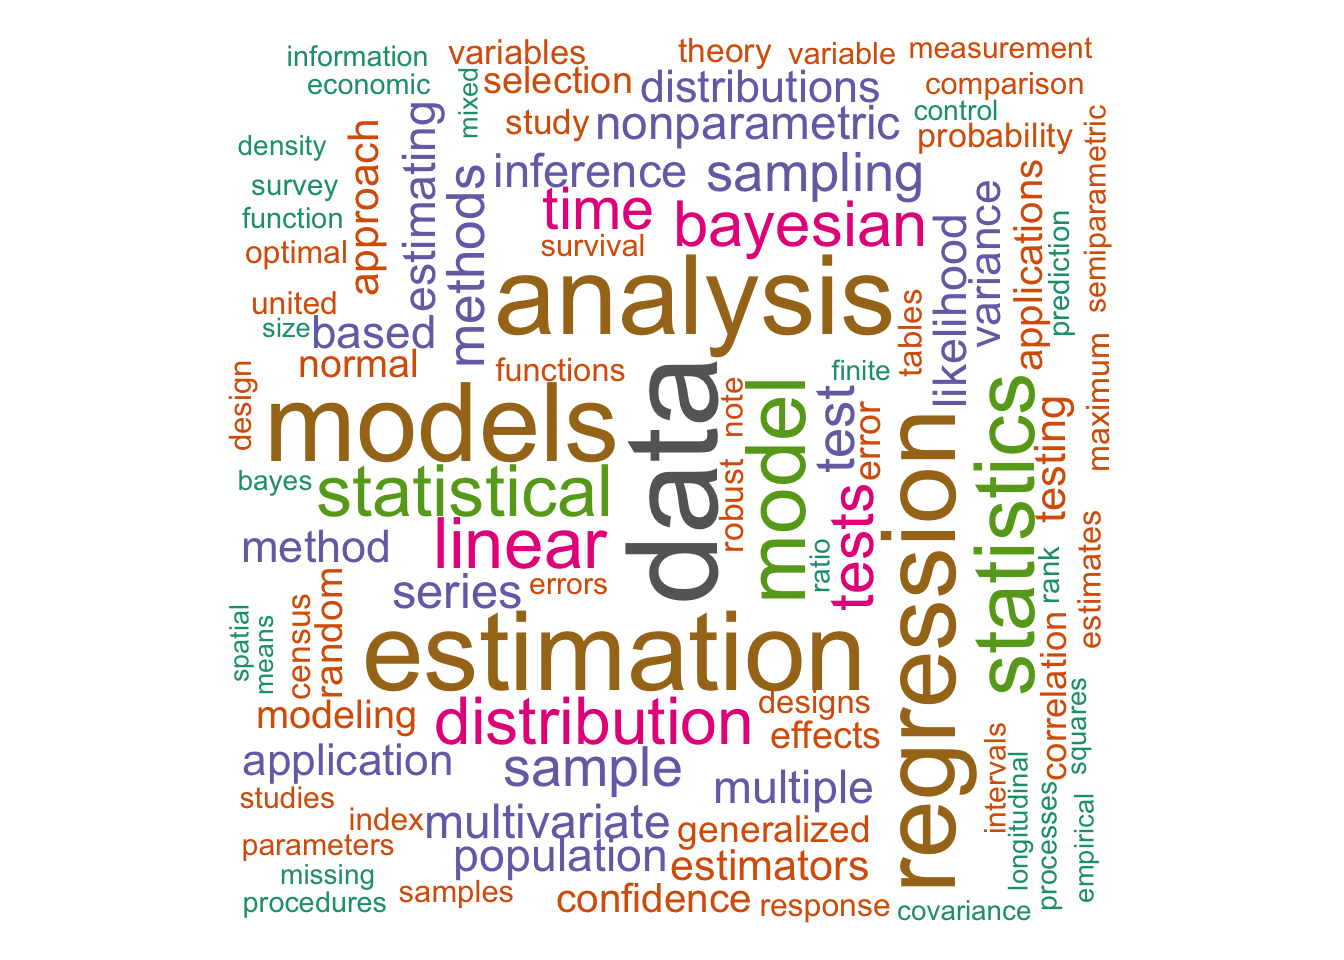 information
variables
theory
variable
measurement
economic
mixed
selection
distributions
comparison
control
study
nonparametric
probability
density
approach
estimating
methods
inference
sampling
semiparametric
survey
function
time
bayesian
likelihood
variance
applications
prediction
optimal
survival
united
size
based
analysis
tables
normal
functions
finite
maximum
design
models
data
note
model
test
error
regression
statistics
testing
bayes
statistical
robust
method
linear
ratio
tests
rank
estimates
series
errors
spatial
means
census
random
estimation
correlation
squares
modeling
distribution
designs
effects
application
sample
multiple
intervals
longitudinal
processes
empirical
studies
index
multivariate
generalized
parameters
population
estimators
missing
procedures
samples
confidence
response
covariance